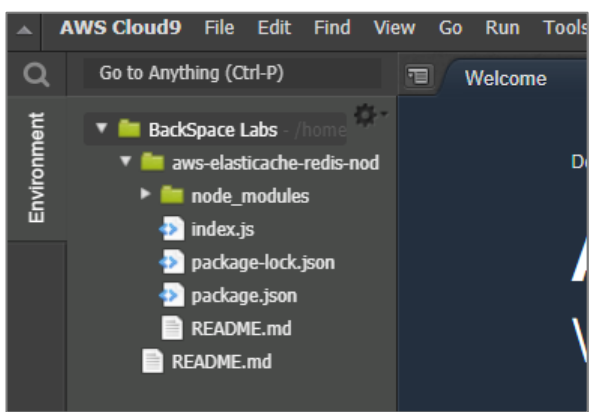 AWS Cloud9 File Edit Find View Go Run Tools
Go to Anything (Ctrl-P)
Welcome
Environment
BackSpace Labs - /home
aws-elasticache-redis-nod
node_modules
index.js
package-lock.json
package.json
README.md
README.md